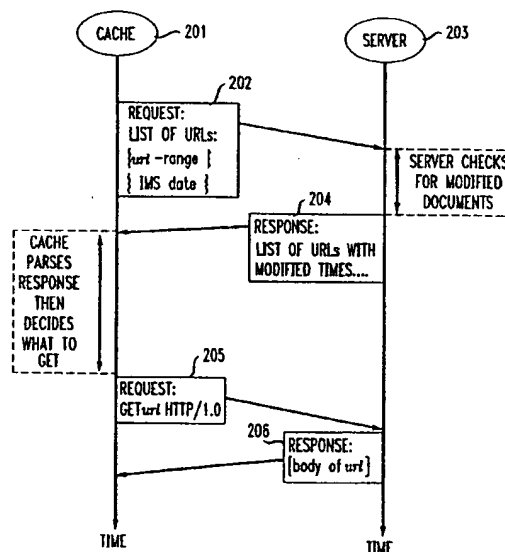 CACHE
201
SERVER
203
202
REQUEST:
LIST OF URLs:
{url-range}
{IMS date}
SERVER CHECKS
FOR MODIFIED
DOCUMENTS
204
RESPONSE:
LIST OF URLs WITH
MODIFIED TIMES....
CACHE
PARSES
RESPONSE
THEN
DECIDES
WHAT TO
GET
205
REQUEST:
GET url HTTP/1.0
206
RESPONSE:
{body of url}
TIME
TIME